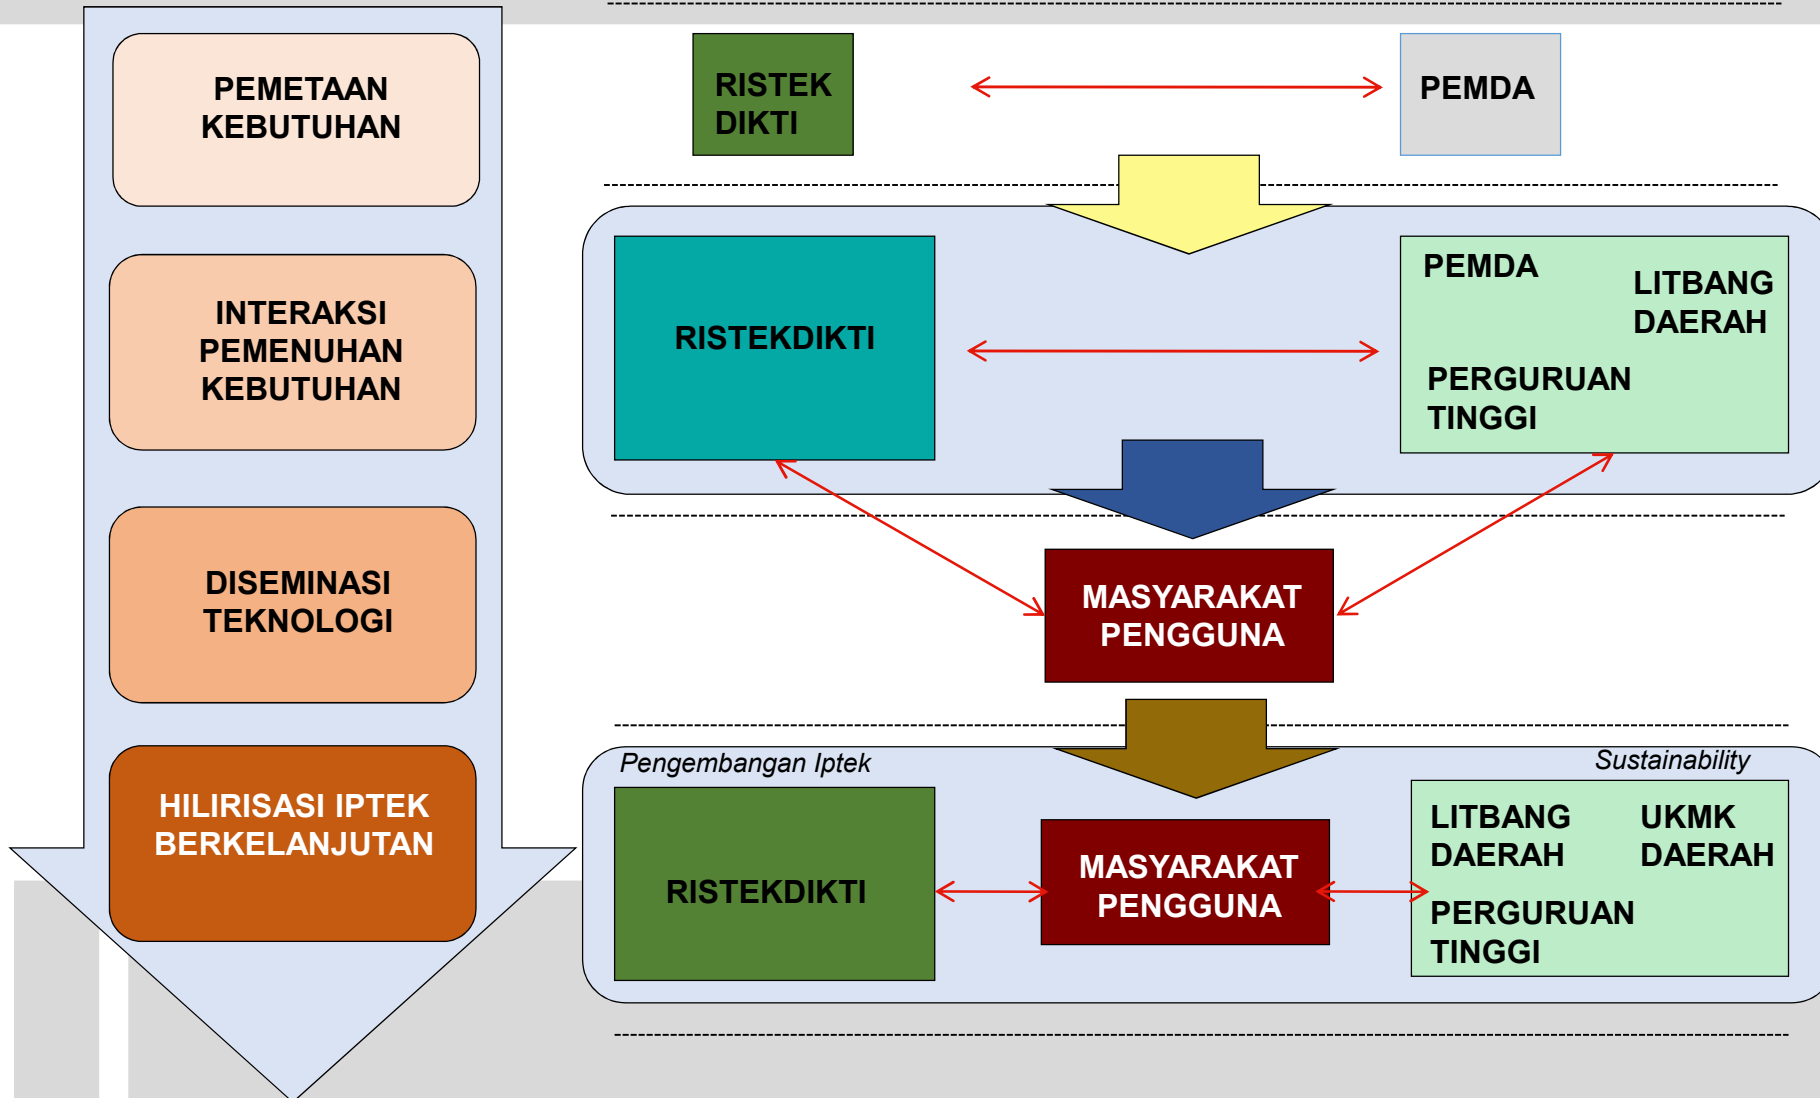 PEMETAAN
KEBUTUHAN
RISTEK
DIKTI
PEMDA
INTERAKSI
PEMENUHAN
KEBUTUHAN
RISTEKDIKTI
PEMDA
LITBANG
DAERAH
PERGURUAN
TINGGI
DISEMINASI
TEKNOLOGI
MASYARAKAT
PENGGUNA
HILIRISASI IPTEK
BERKELANJUTAN
Pengembangan Iptek
Sustainability
RISTEKDIKTI
MASYARAKAT
PENGGUNA
LITBANG
DAERAH
UKMK
DAERAH
PERGURUAN
TINGGI